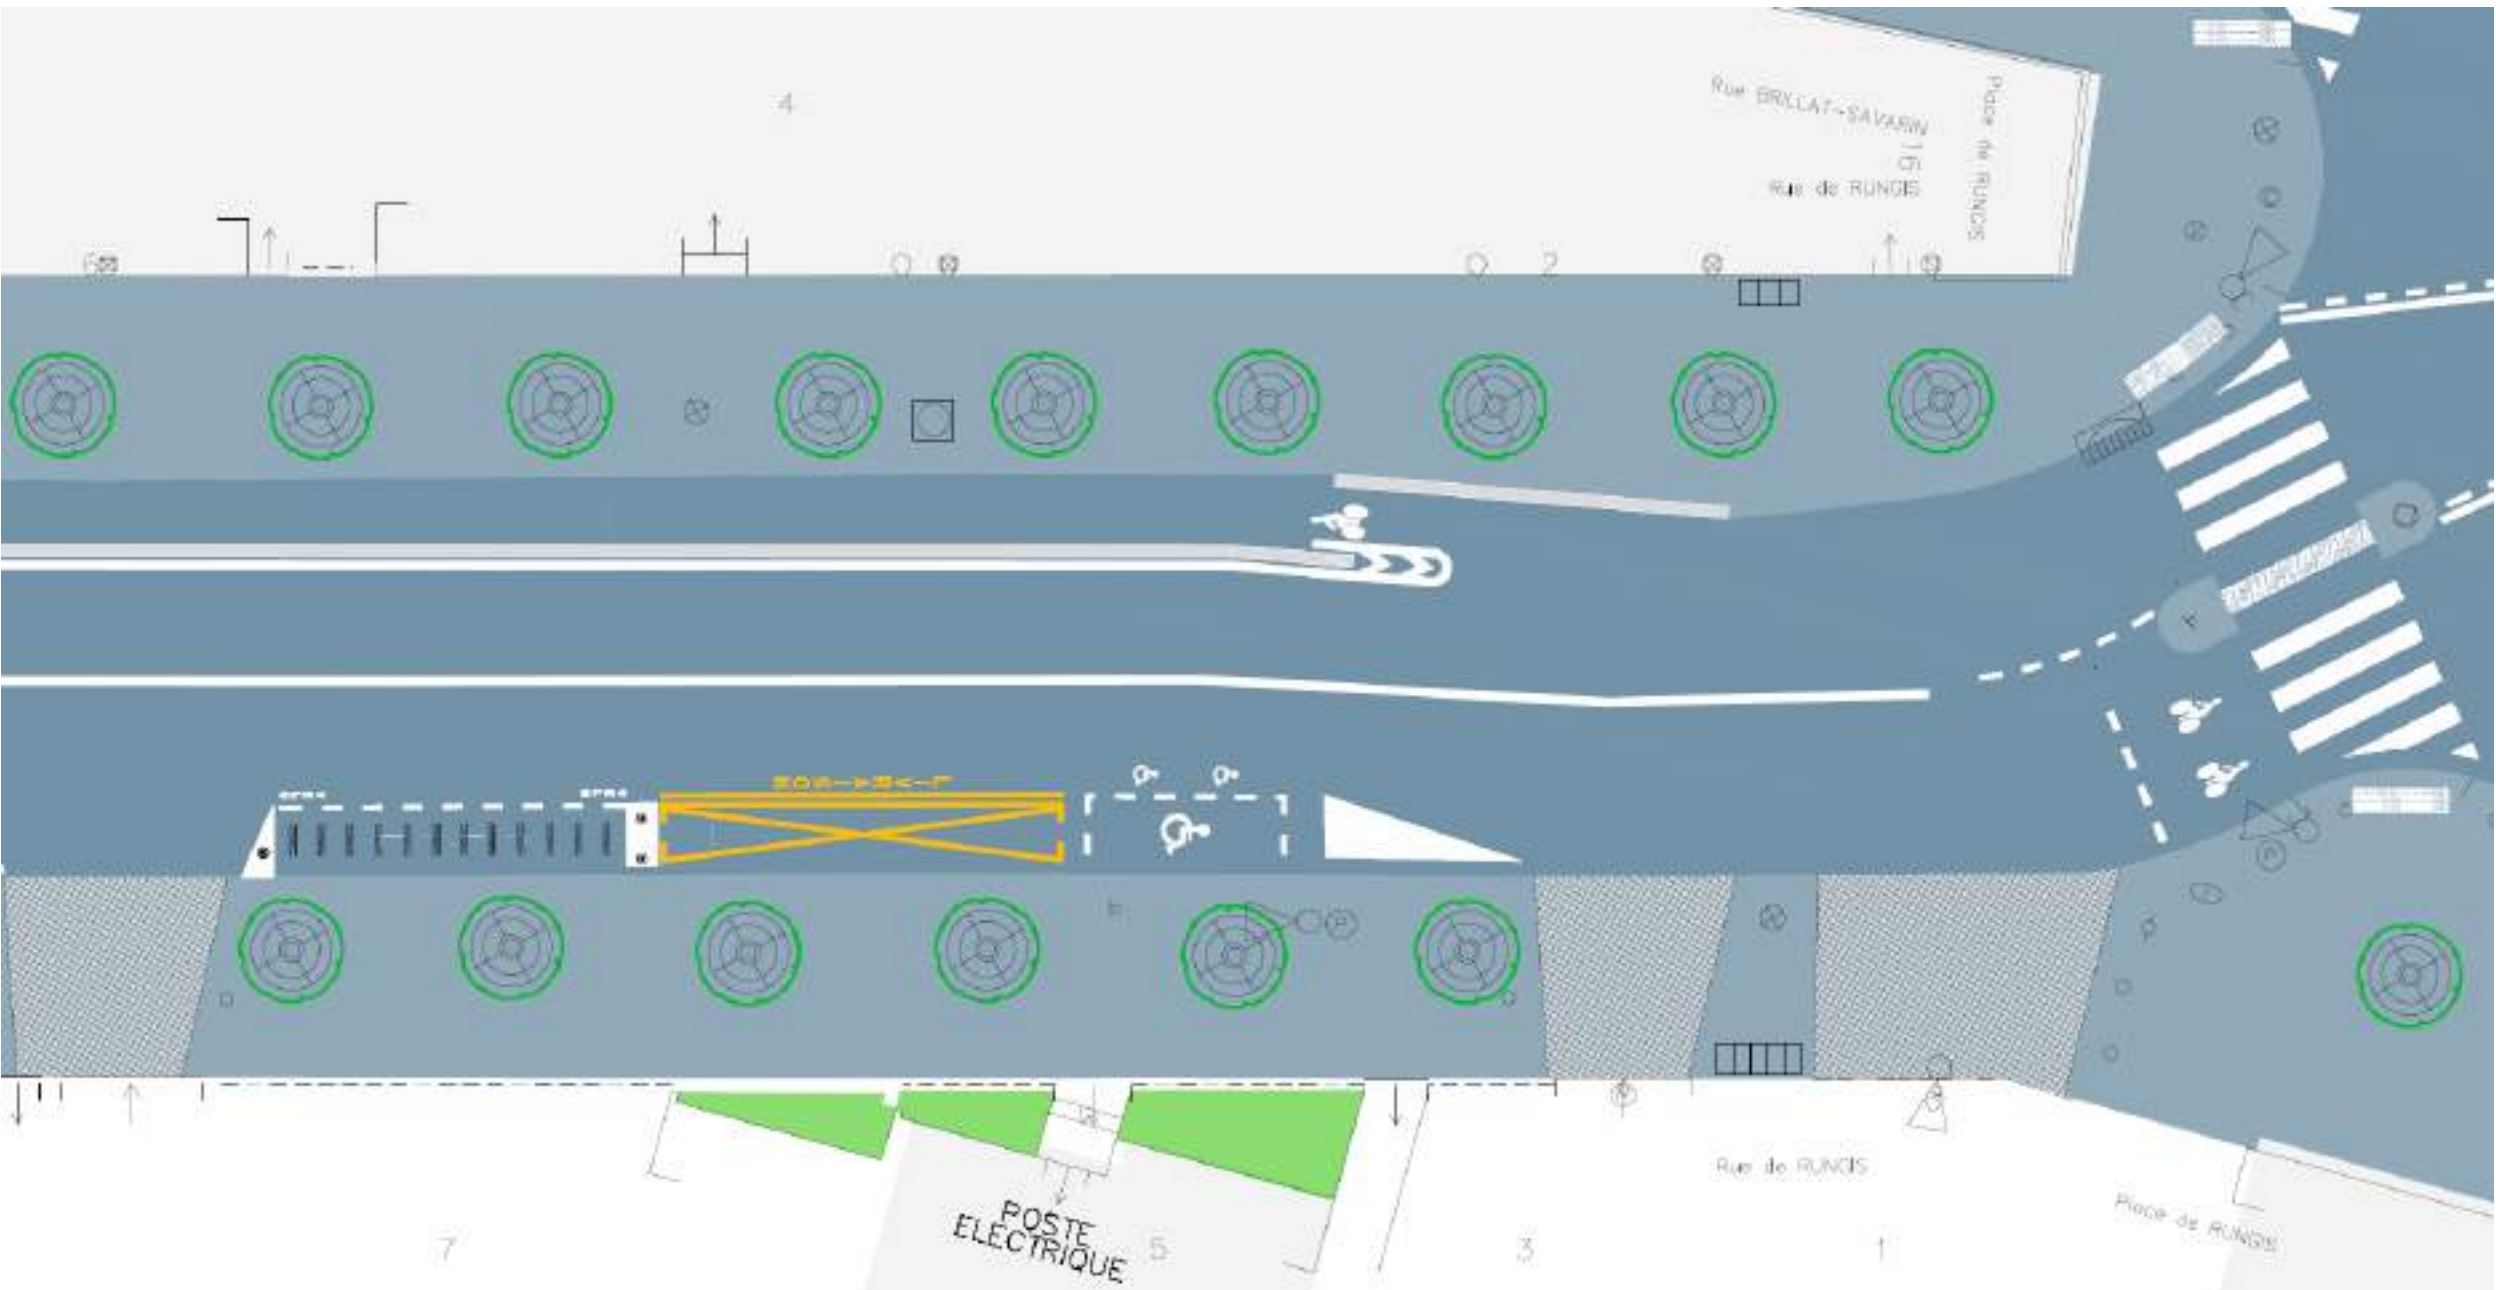 4
Rue BRILLAT-SAVARIN
16
Rue de RUNGIS
Place de RUNGIS
2
LIVRAISON
POSTE
ELECTRIQUE
7
5
3
1
Rue de RUNGIS
Place de RUNGIS